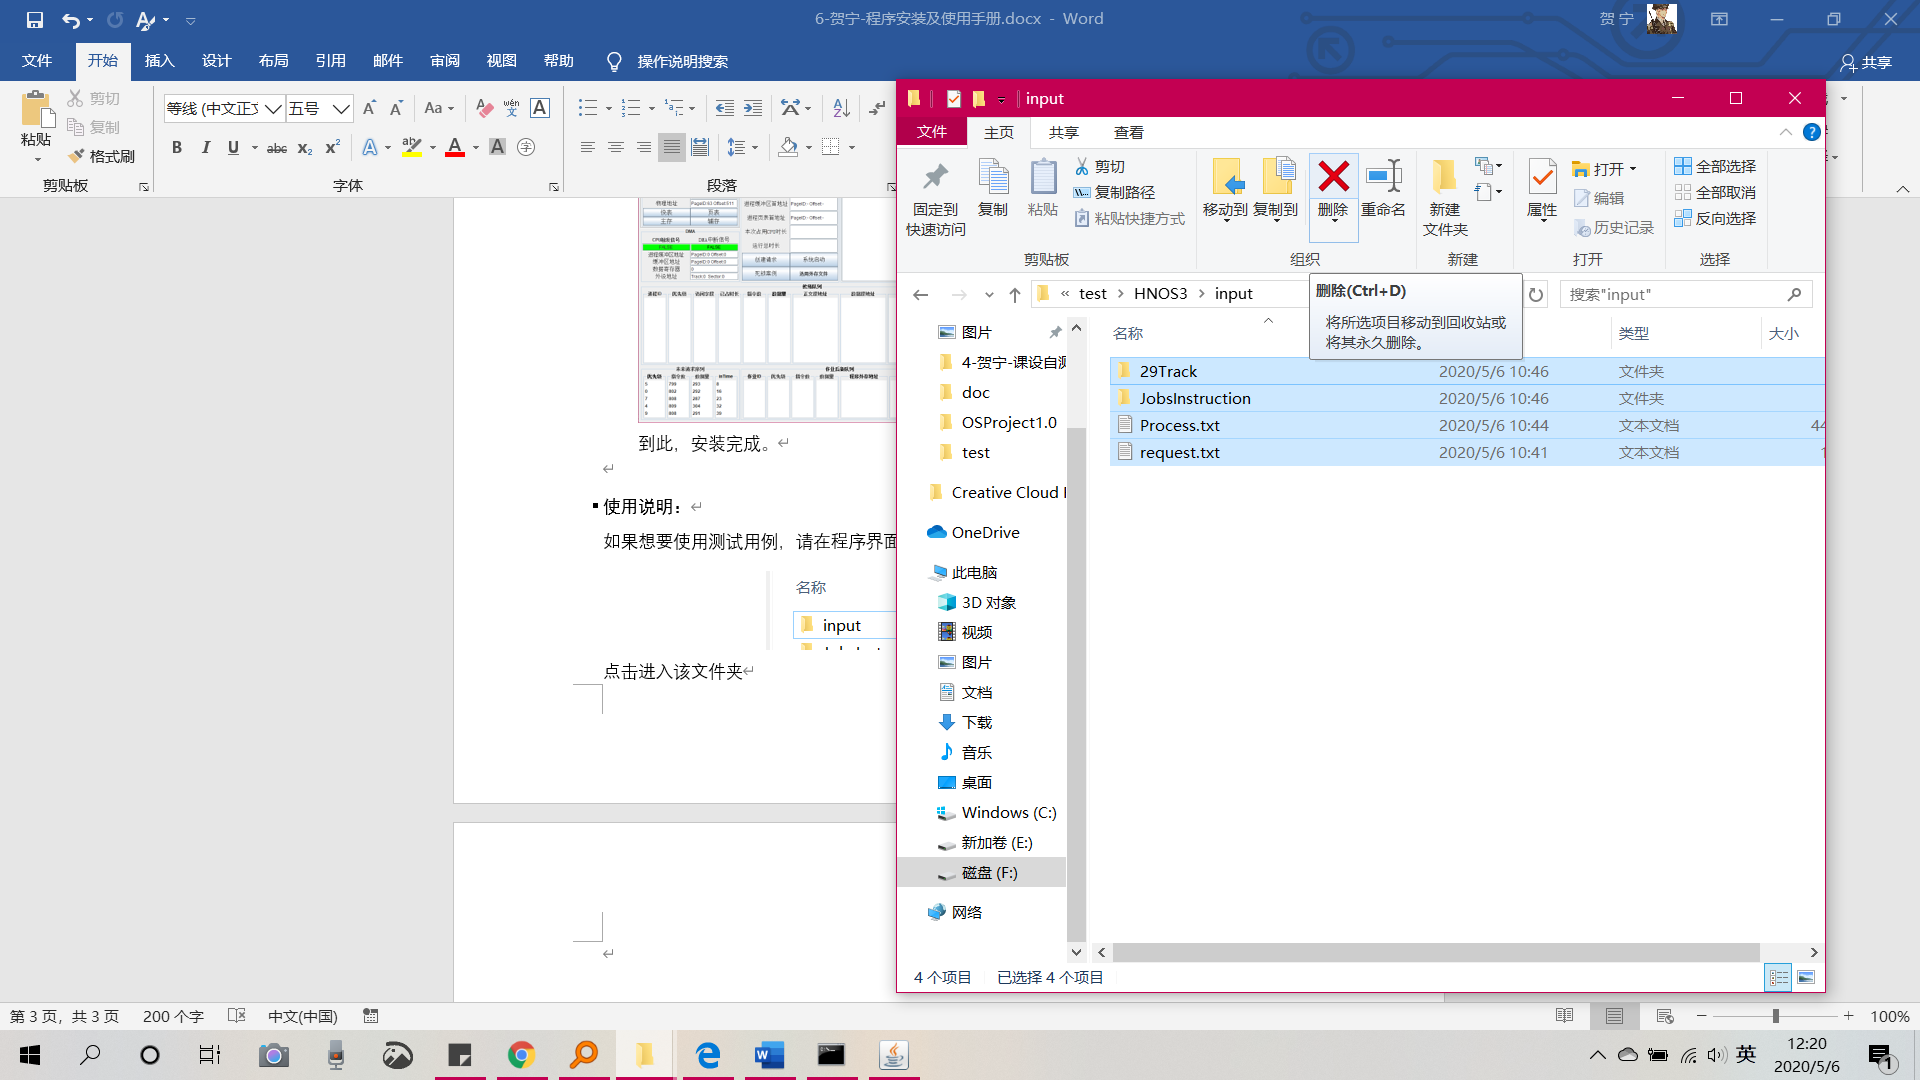 6-贺宁-程序安装及使用手册.docx - Word
贺 宁
文件 开始 插入 设计 布局 引用 邮件 审阅 视图 帮助 操作说明搜索
共享
粘贴
剪切
复制
格式刷
剪贴板
等线 (中文正文 五号
字体
段落
到此，安装完成。
使用说明：
如果想要使用测试用例，请在程序界面
名称
input
点击进入该文件夹
第 3 页，共 3 页 200 个字 中文(中国)
100%
input
文件 主页 共享 查看
固定到
快速访问
复制
粘贴
剪切
复制路径
粘贴快捷方式
剪贴板
移动到 复制到 删除 重命名
组织
新建
文件夹
新建
属性
打开
编辑
历史记录
打开
全部选择
全部取消
反向选择
选择
« test › HNOS3 › input
搜索"input"
删除(Ctrl+D)
将所选项目移动到回收站或
将其永久删除。
名称 类型 大小
29Track 2020/5/6 10:46 文件夹
JobsInstruction 2020/5/6 10:46 文件夹
Process.txt 2020/5/6 10:44 文本文档 44
request.txt 2020/5/6 10:41 文本文档 1
图片
4-贺宁-课设自测
doc
OSProject1.0
test
Creative Cloud
OneDrive
此电脑
3D 对象
视频
图片
文档
下载
音乐
桌面
Windows (C:)
新加卷 (E:)
磁盘 (F:)
网络
4 个项目 已选择 4 个项目
英
12:20
2020/5/6
1